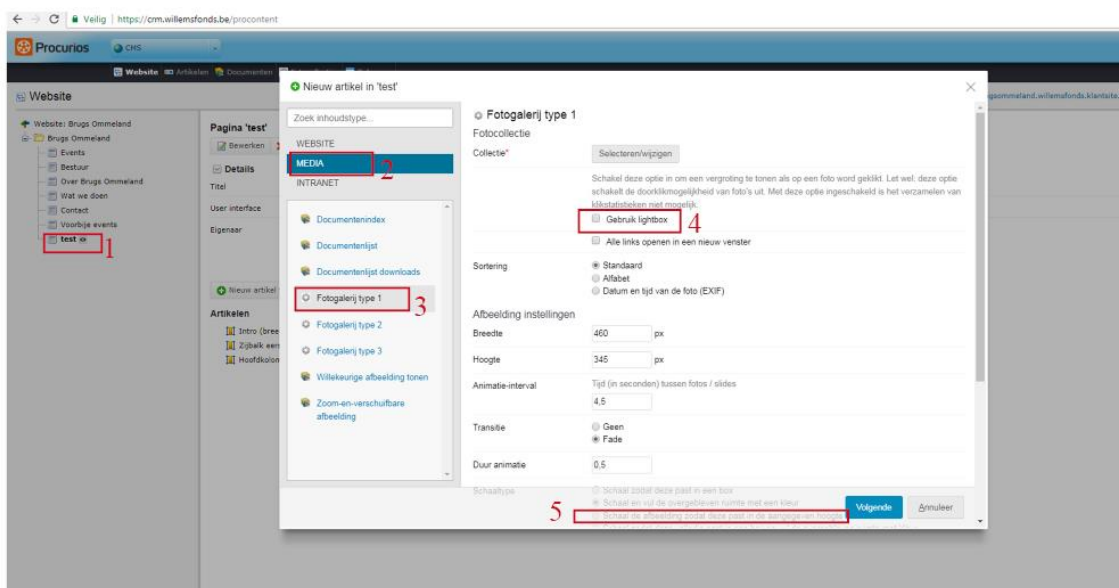 Veilig | https://crm.willemsfonds.be/procontent
Procurios CMS
Website Artikelen Documenten
Website
Website: Brugs Ommeland
Brugs Ommeland
Events
Bestuur
Over Brugs Ommeland
Wat we doen
Contact
Voorbije events
test
1
Pagina 'test'
Bewerken
Details
Titel
User interface
Eigenaar
Nieuw artikel
Artikelen
Intro (bree
Zijbalk eers
Hoofdkolon
Nieuw artikel in 'test'
Zoek inhoudstype...
WEBSITE
MEDIA
2
INTRANET
Documentenindex
Documentenlijst
Documentenlijst downloads
Fotogalerij type 1
3
Fotogalerij type 2
Fotogalerij type 3
Willekeurige afbeelding tonen
Zoom-en-verschuifbare
afbeelding
Fotogalerij type 1
Fotocollectie
Collectie*
Selecteren/wijzigen
Schakel deze optie in om een vergroting te tonen als op een foto word geklikt. Let wel: deze optie
schakelt de doorklikmogelijkheid van foto's uit. Met deze optie ingeschakeld is het verzamelen van
klikstatistieken niet mogelijk.
Gebruik lightbox
4
Alle links openen in een nieuw venster
Sortering
Standaard
Alfabet
Datum en tijd van de foto (EXIF)
Afbeelding instellingen
Breedte 460 px
Hoogte 345 px
Animatie-interval
Tijd (in seconden) tussen fotos / slides
4,5
Transitie
Geen
Fade
Duur animatie 0,5
Schaaltype
Schaal zodat deze past in een box
Schaal en vul de overgebleven ruimte met een kleur
5
Schaal de afbeelding zodat deze past in de aangegeven hoogte
Volgende Annuleer